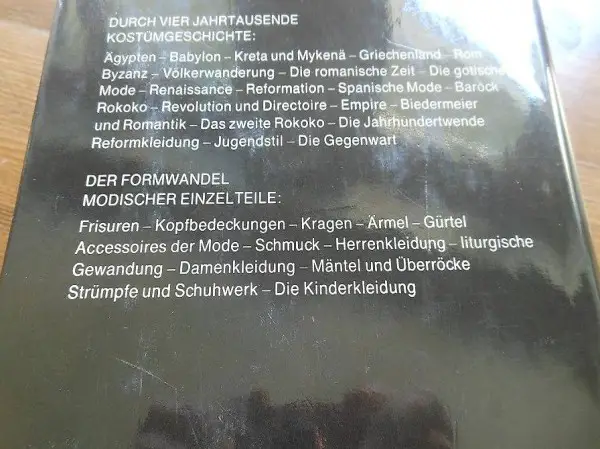 DURCH VIER JAHRTAUSENDE
KOSTÜMGESCHICHTE:
Ägypten – Babylon – Kreta und Mykenä – Griechenland – Rom
Byzanz – Völkerwanderung – Die romanische Zeit – Die gotische
Mode – Renaissance – Reformation – Spanische Mode – Barock
Rokoko – Revolution und Directoire – Empire – Biedermeier
und Romantik – Das zweite Rokoko – Die Jahrhundertwende
Reformkleidung – Jugendstil – Die Gegenwart
DER FORMWANDEL
MODISCHER EINZELTEILE:
Frisuren – Kopfbedeckungen – Kragen – Ärmel – Gürtel
Accessoires der Mode – Schmuck – Herrenkleidung – liturgische
Gewandung – Damenkleidung – Mäntel und Überröcke
Strümpfe und Schuhwerk – Die Kinderkleidung